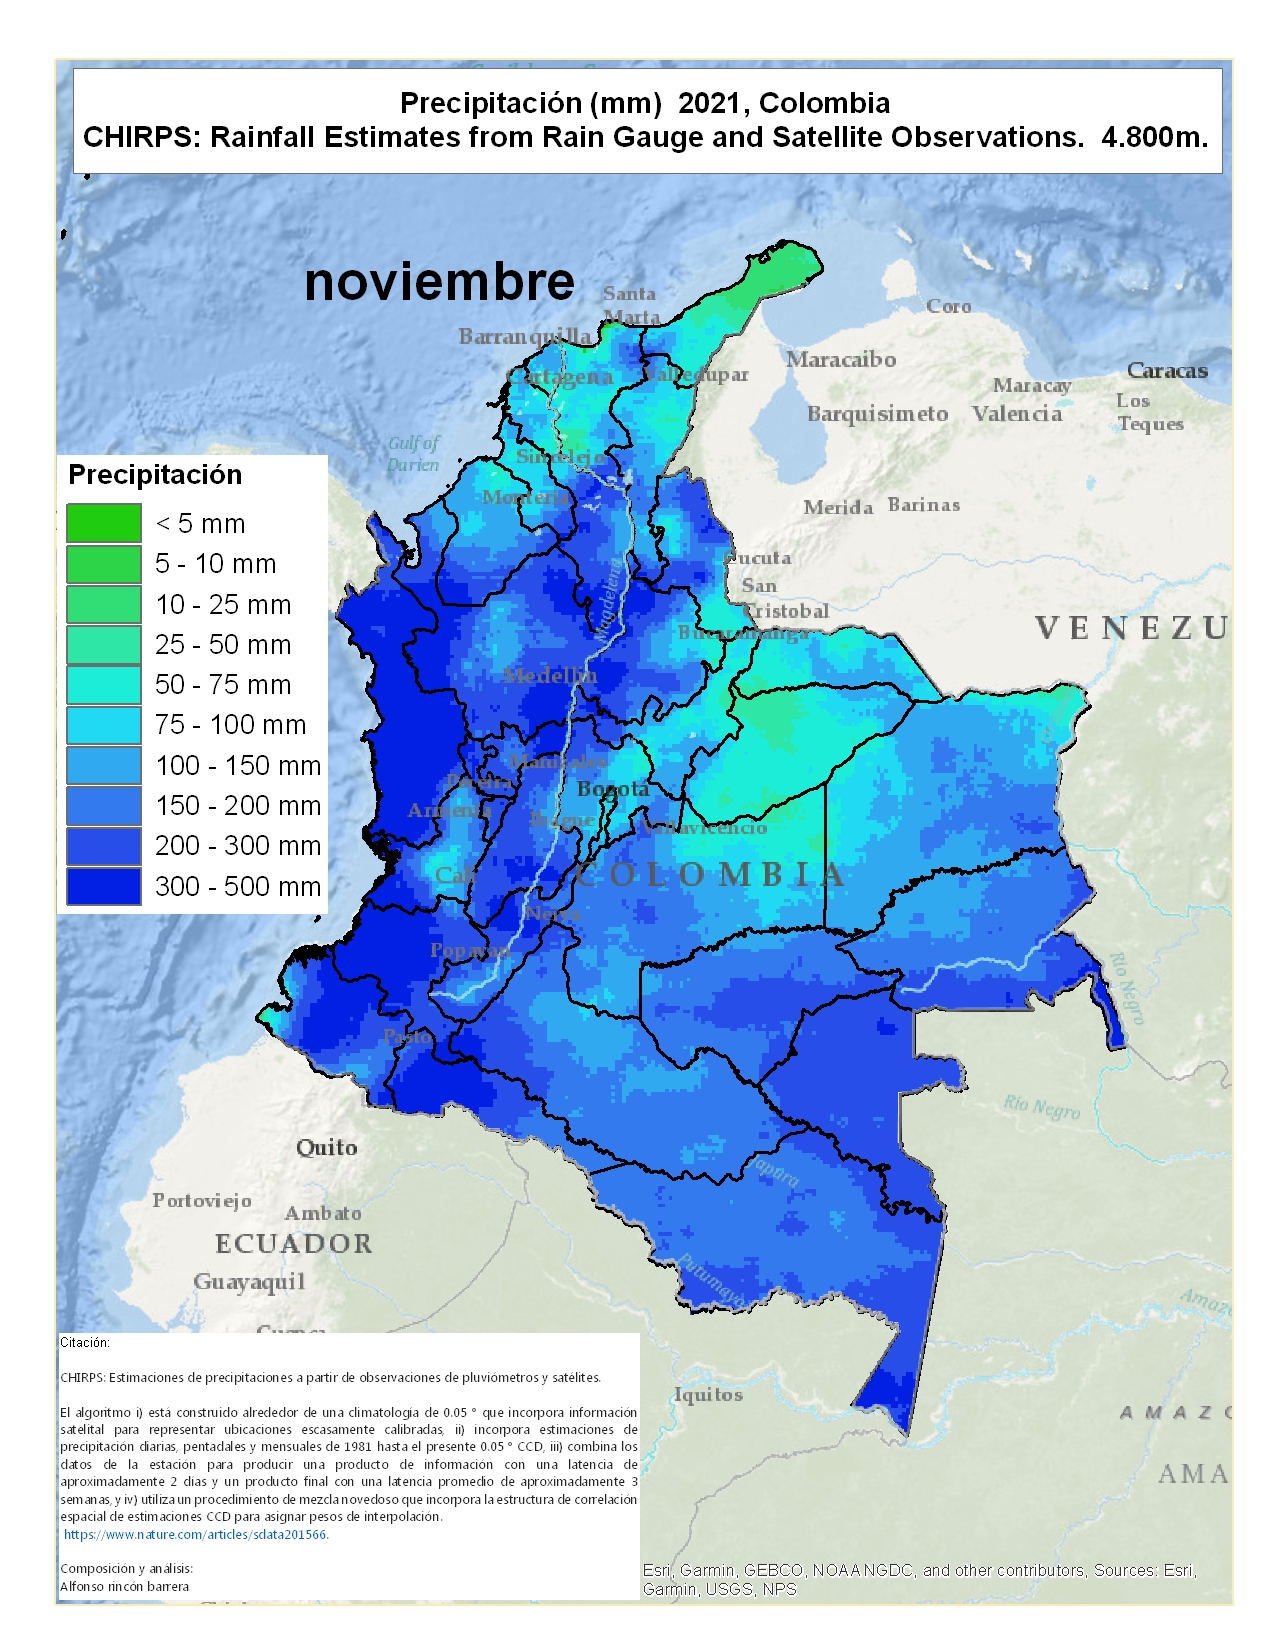 Precipitación (mm)  2021, Colombia
CHIRPS: Rainfall Estimates from Rain Gauge and Satellite Observations.  4.800m.
noviembre
Santa
Marta
Barranquilla
Coro
Maracaibo
Caracas
Cartagena
Valledupar
Maracay
Los
Teques
Barquisimeto
Valencia
Gulf of
Darien
Sincelejo
Montería
Merida
Barinas
Cucuta
San
Cristobal
Bucaramanga
VENEZU
Magdalena
Medellin
Manizales
Pereira
Bogotá
Armenia
Ibague
Villavicencio
Cali
COLOMBIA
Neiva
Popayan
Pasto
Río Negro
Río Negro
Japura
Putumayo
Quito
Portoviejo
Ambato
ECUADOR
Guayaquil
Cuenca
Iquitos
Amazo
AMAZO
AMA
Precipitación
< 5 mm
5 - 10 mm
10 - 25 mm
25 - 50 mm
50 - 75 mm
75 - 100 mm
100 - 150 mm
150 - 200 mm
200 - 300 mm
300 - 500 mm
Citación:
CHIRPS: Estimaciones de precipitaciones a partir de observaciones de pluviómetros y satélites.
El algoritmo i) está construido alrededor de una climatología de 0.05 ° que incorpora información
satelital para representar ubicaciones escasamente calibradas, ii) incorpora estimaciones de
precipitación diarias, pentadales y mensuales de 1981 hasta el presente 0.05 ° CCD, iii) combina los
datos de la estación para producir una producto de información con una latencia de
aproximadamente 2 días y un producto final con una latencia promedio de aproximadamente 3
semanas, y iv) utiliza un procedimiento de mezcla novedoso que incorpora la estructura de correlación
espacial de estimaciones CCD para asignar pesos de interpolación.
https://www.nature.com/articles/sdata201566.
Composición y análisis:
Alfonso rincón barrera
Esri, Garmin, GEBCO, NOAA NGDC, and other contributors, Sources: Esri,
Garmin, USGS, NPS